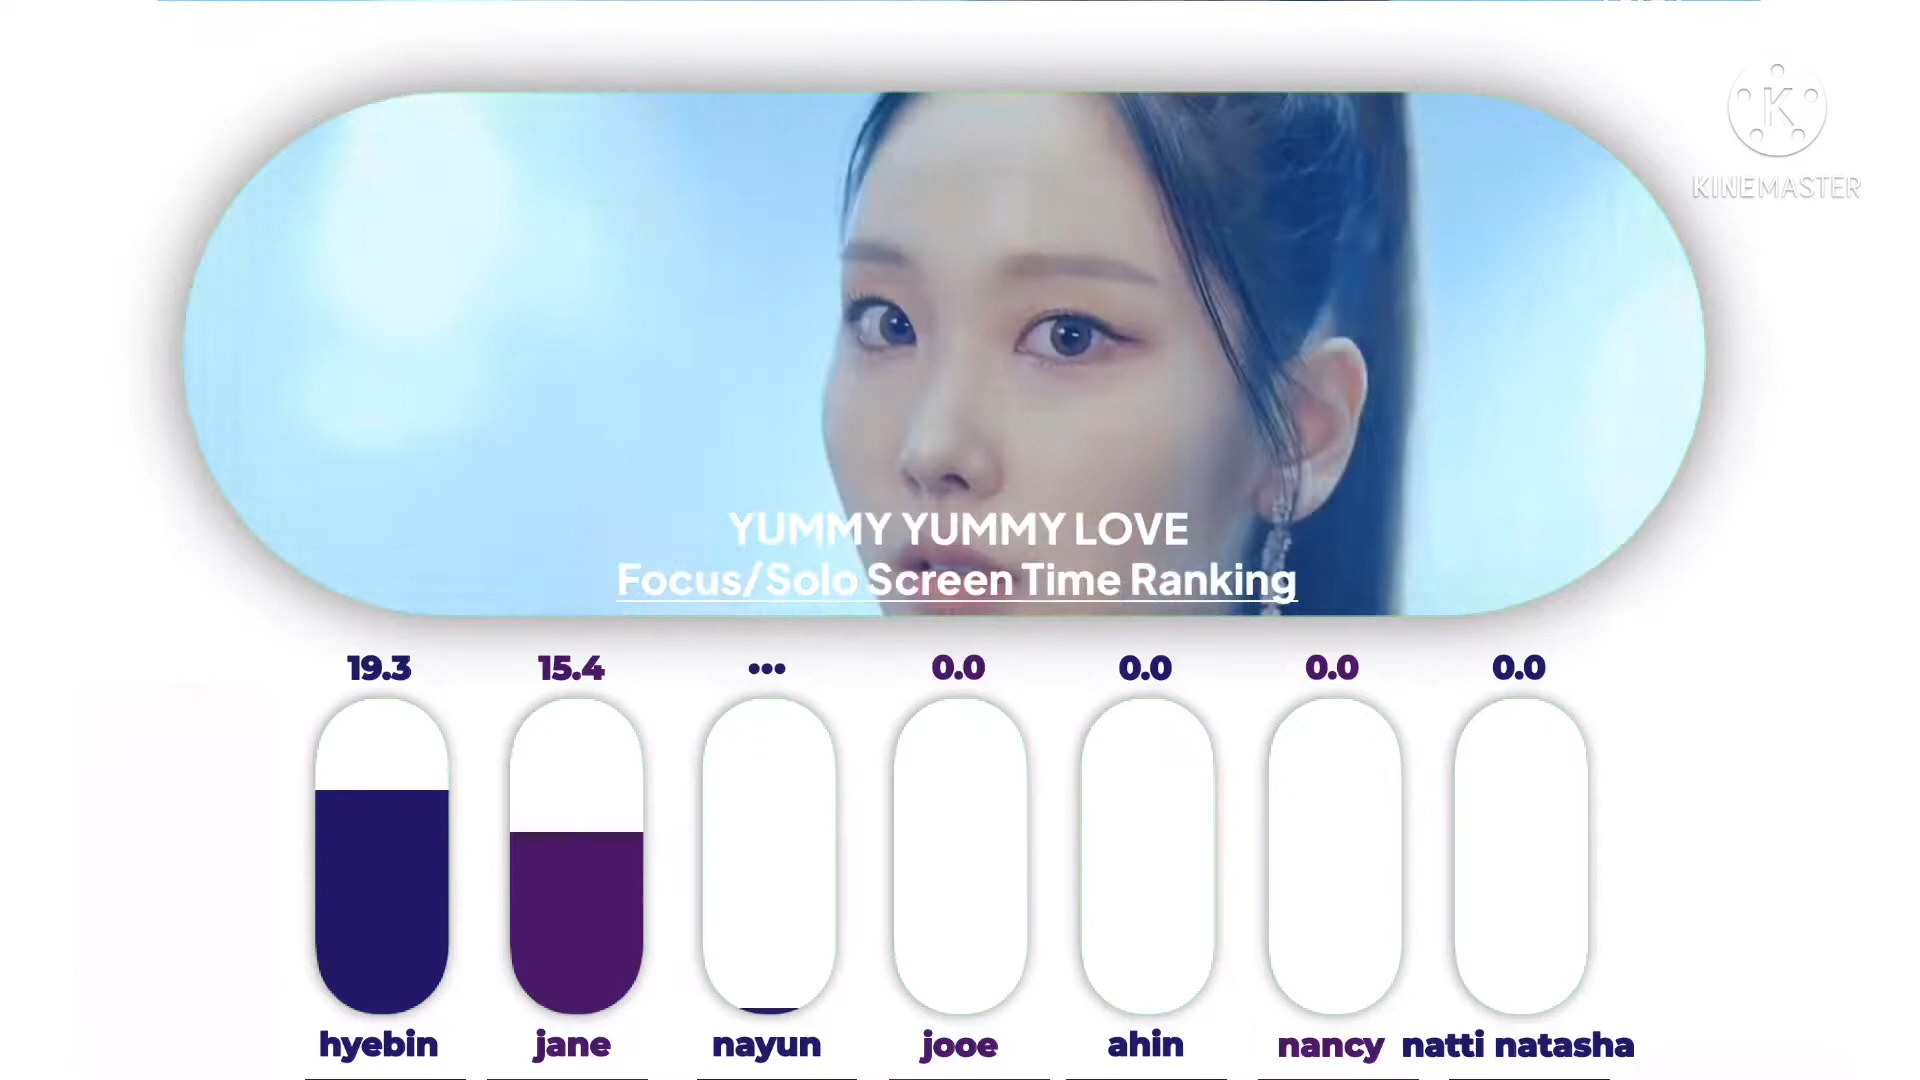 K
KINEMASTER
YUMMY YUMMY LOVE
Focus/Solo Screen Time Ranking
19.3 15.4 ••• 0.0 0.0 0.0 0.0
hyebin jane nayun jooe ahin nancy natti natasha